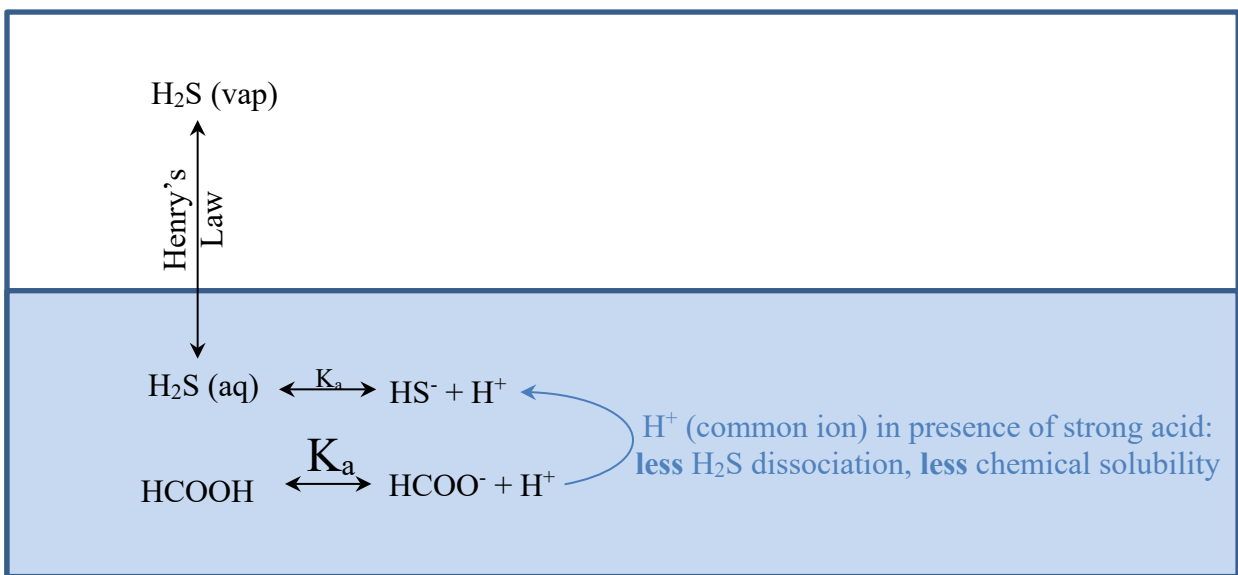 H₂S (vap)
Henry's
Law
H₂S (aq)
Kₐ
HS⁻ + H⁺
H⁺ (common ion) in presence of strong acid:
less H₂S dissociation, less chemical solubility
Kₐ
HCOOH
HCOO⁻ + H⁺